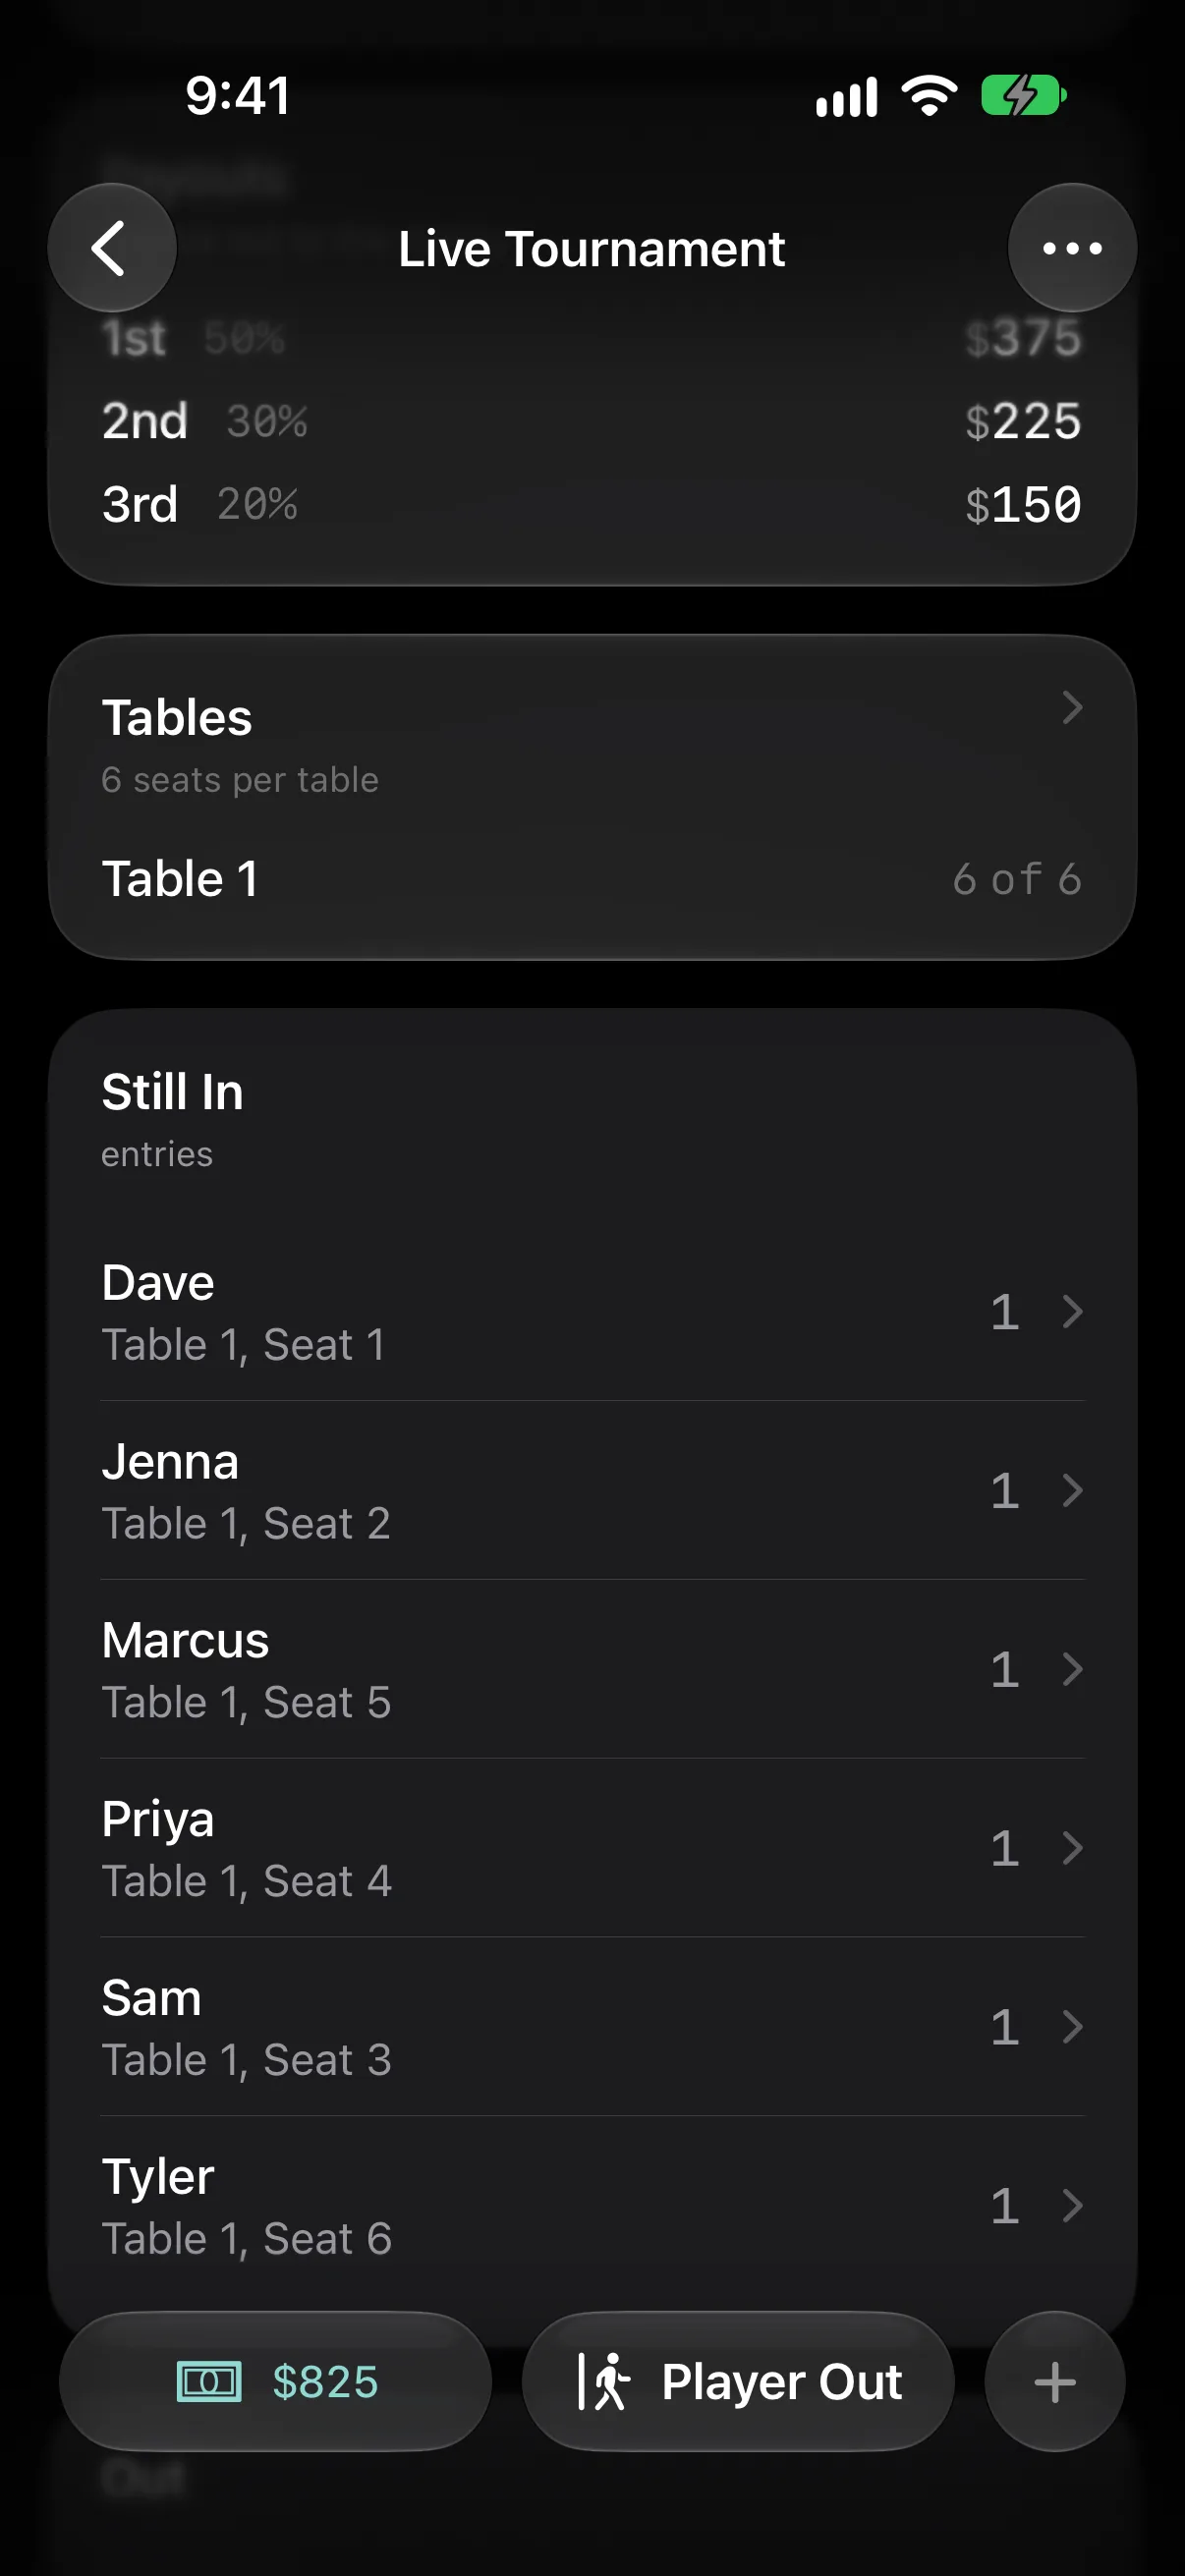 9:41
Payouts
Live Tournament
1st 50% $375
2nd 30% $225
3rd 20% $150
Tables
6 seats per table
Table 1 6 of 6
Still In
entries
Dave
Table 1, Seat 1
1
Jenna
Table 1, Seat 2
1
Marcus
Table 1, Seat 5
1
Priya
Table 1, Seat 4
1
Sam
Table 1, Seat 3
1
Tyler
Table 1, Seat 6
1
$825
Player Out
Out